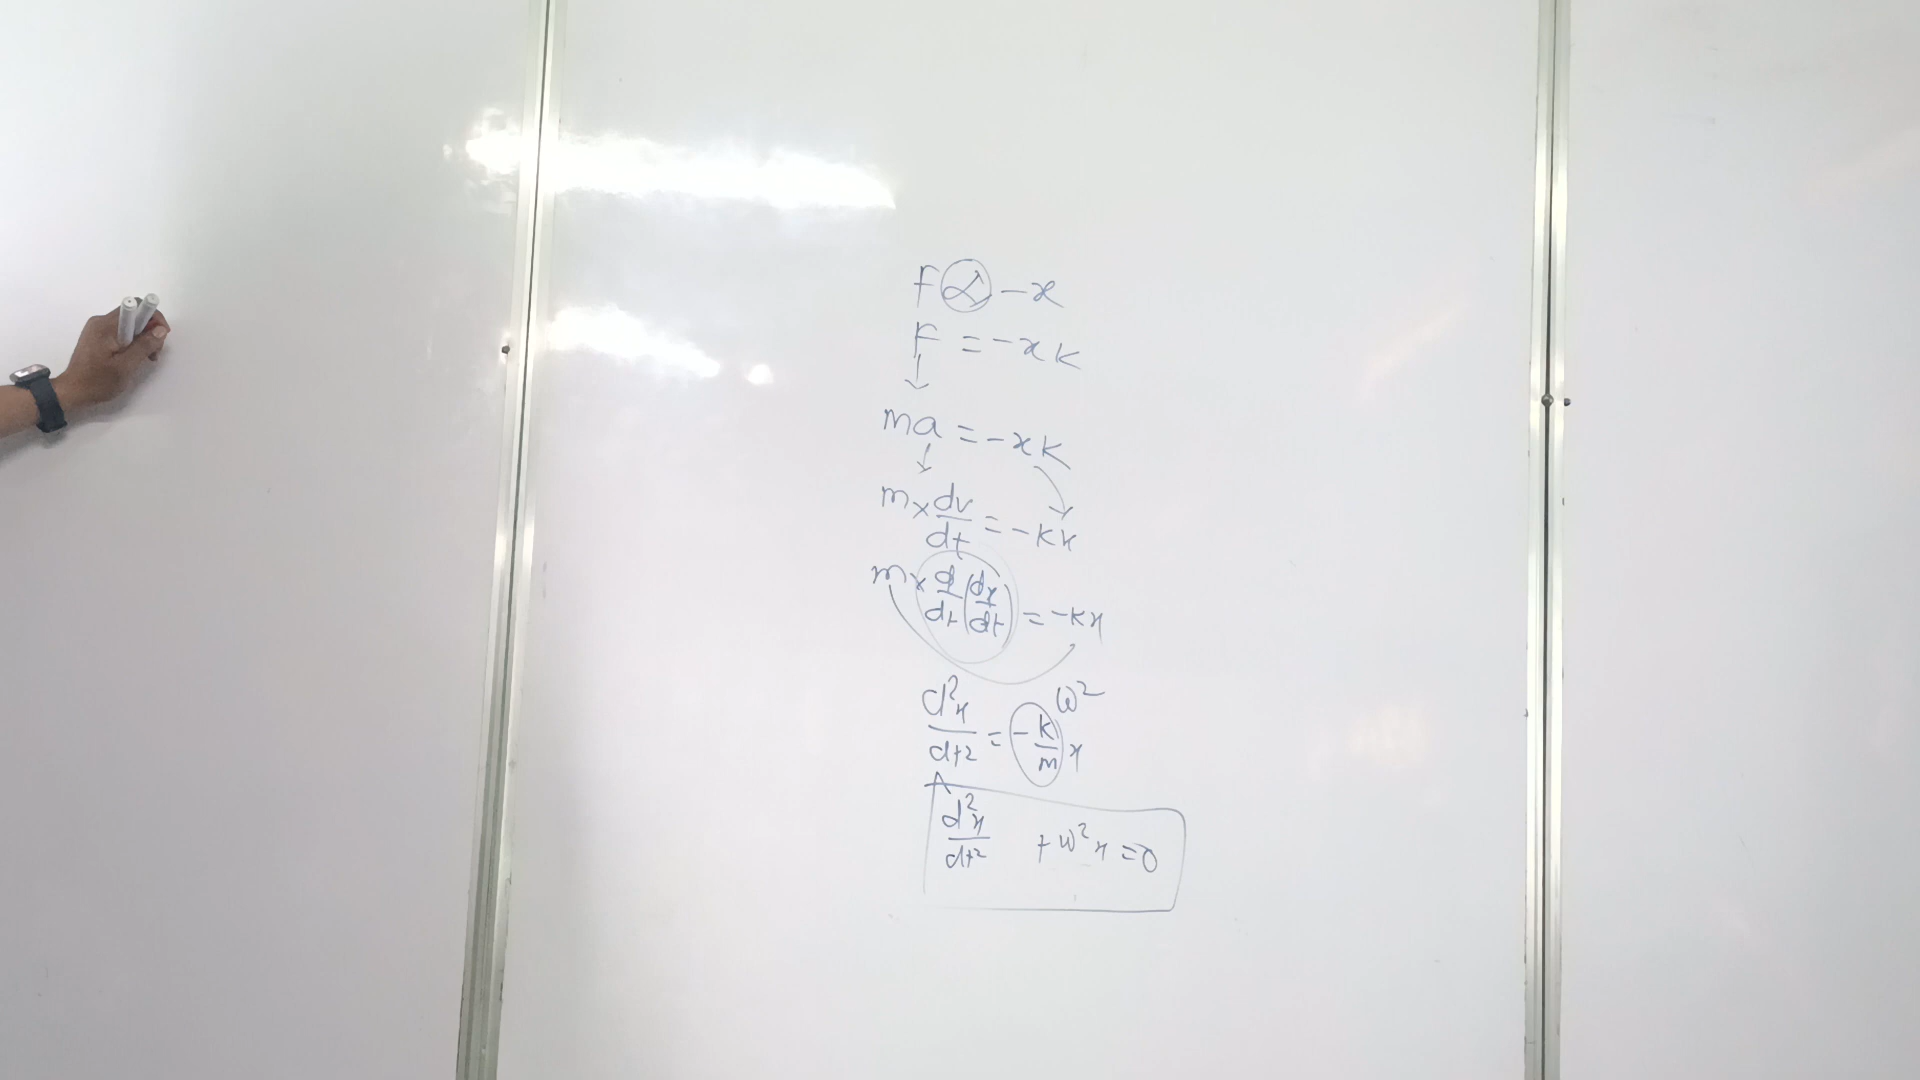 F ∝ -x
F = -xk
ma = -xk
m × dv/dt = -kx
m × d/dt (dx/dt) = -kx
ω²
d²x/dt² = -k/m x
d²x/dt² + ω²x = 0